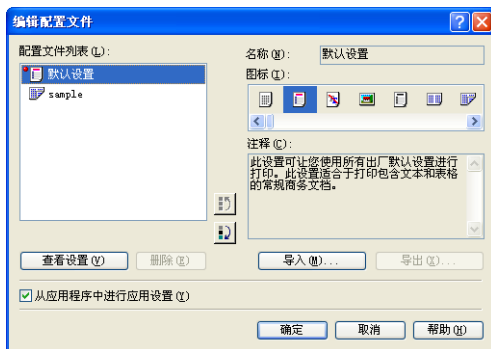 编辑配置文件
配置文件列表(L):
默认设置
sample
查看设置(V)
删除(E)
名称(N):
默认设置
图标(I):
注释(C):
此设置可让您使用所有出厂默认设置进行
打印。此设置适合于打印包含文本和表格
的常规商务文档。
导入(M)...
导出(X)...
从应用程序中进行应用设置(Y)
确定
取消
帮助(H)